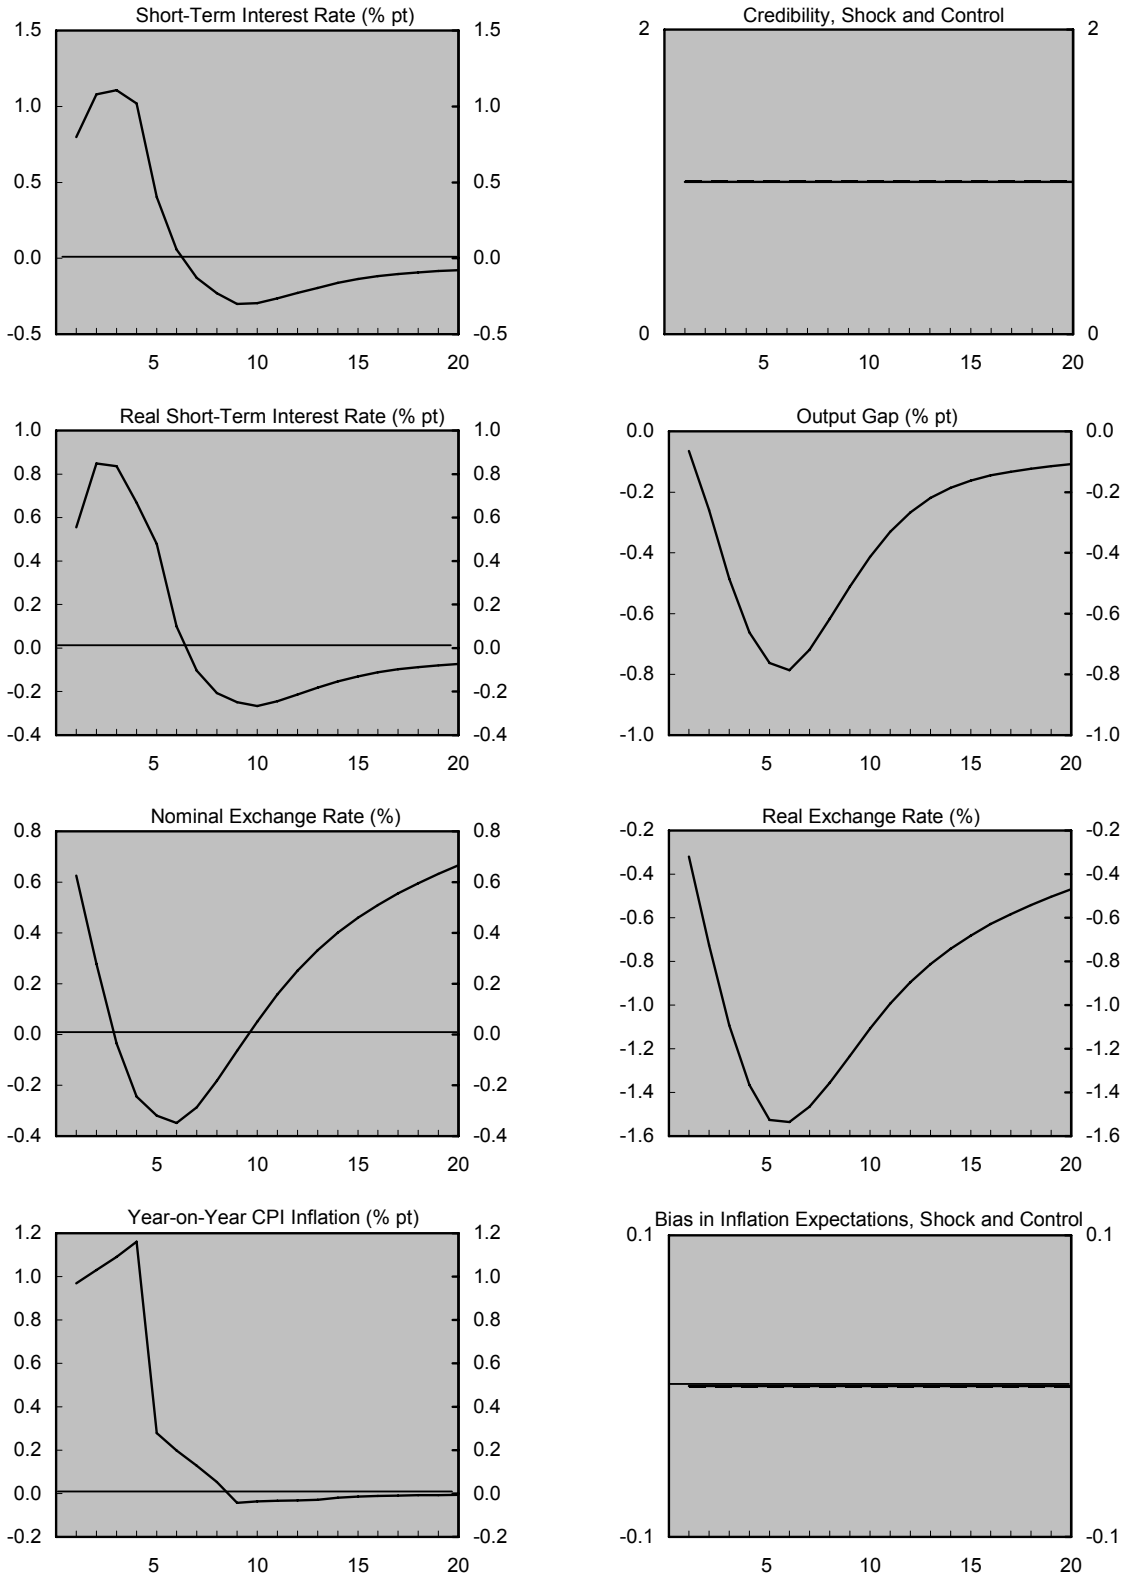 Short-Term Interest Rate (% pt)
1.5 1.5
1.0 1.0
0.5 0.5
0.0 0.0
-0.5 -0.5
5 10 15 20
Credibility, Shock and Control
2 2
0 0
5 10 15 20
Real Short-Term Interest Rate (% pt)
1.0 1.0
0.8 0.8
0.6 0.6
0.4 0.4
0.2 0.2
0.0 0.0
-0.2 -0.2
-0.4 -0.4
5 10 15 20
Output Gap (% pt)
0.0 0.0
-0.2 -0.2
-0.4 -0.4
-0.6 -0.6
-0.8 -0.8
-1.0 -1.0
5 10 15 20
Nominal Exchange Rate (%)
0.8 0.8
0.6 0.6
0.4 0.4
0.2 0.2
0.0 0.0
-0.2 -0.2
-0.4 -0.4
5 10 15 20
Real Exchange Rate (%)
-0.2 -0.2
-0.4 -0.4
-0.6 -0.6
-0.8 -0.8
-1.0 -1.0
-1.2 -1.2
-1.4 -1.4
-1.6 -1.6
5 10 15 20
Year-on-Year CPI Inflation (% pt)
1.2 1.2
1.0 1.0
0.8 0.8
0.6 0.6
0.4 0.4
0.2 0.2
0.0 0.0
-0.2 -0.2
5 10 15 20
Bias in Inflation Expectations, Shock and Control
0.1 0.1
-0.1 -0.1
5 10 15 20